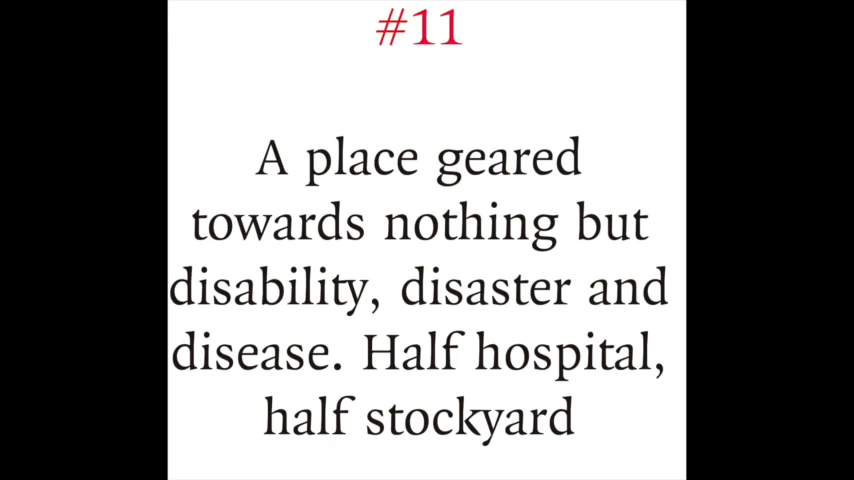 #11
A place geared
towards nothing but
disability, disaster and
disease. Half hospital,
half stockyard